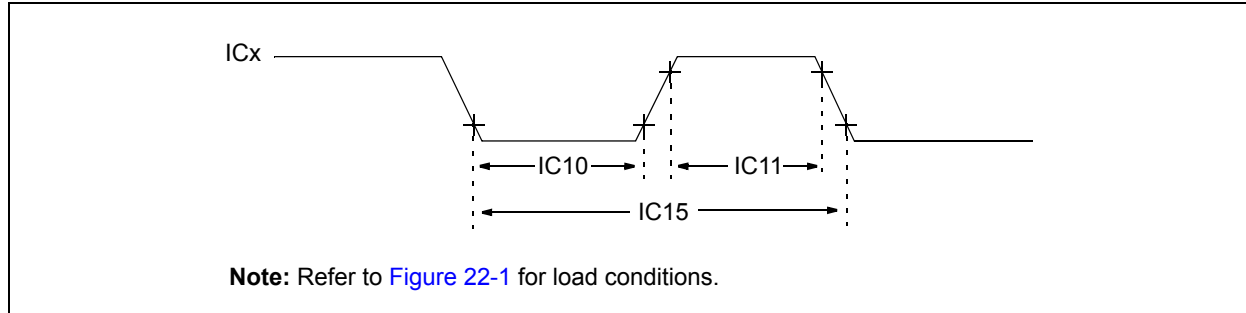 ICx
IC10
IC11
IC15
Note: Refer to Figure 22-1 for load conditions.